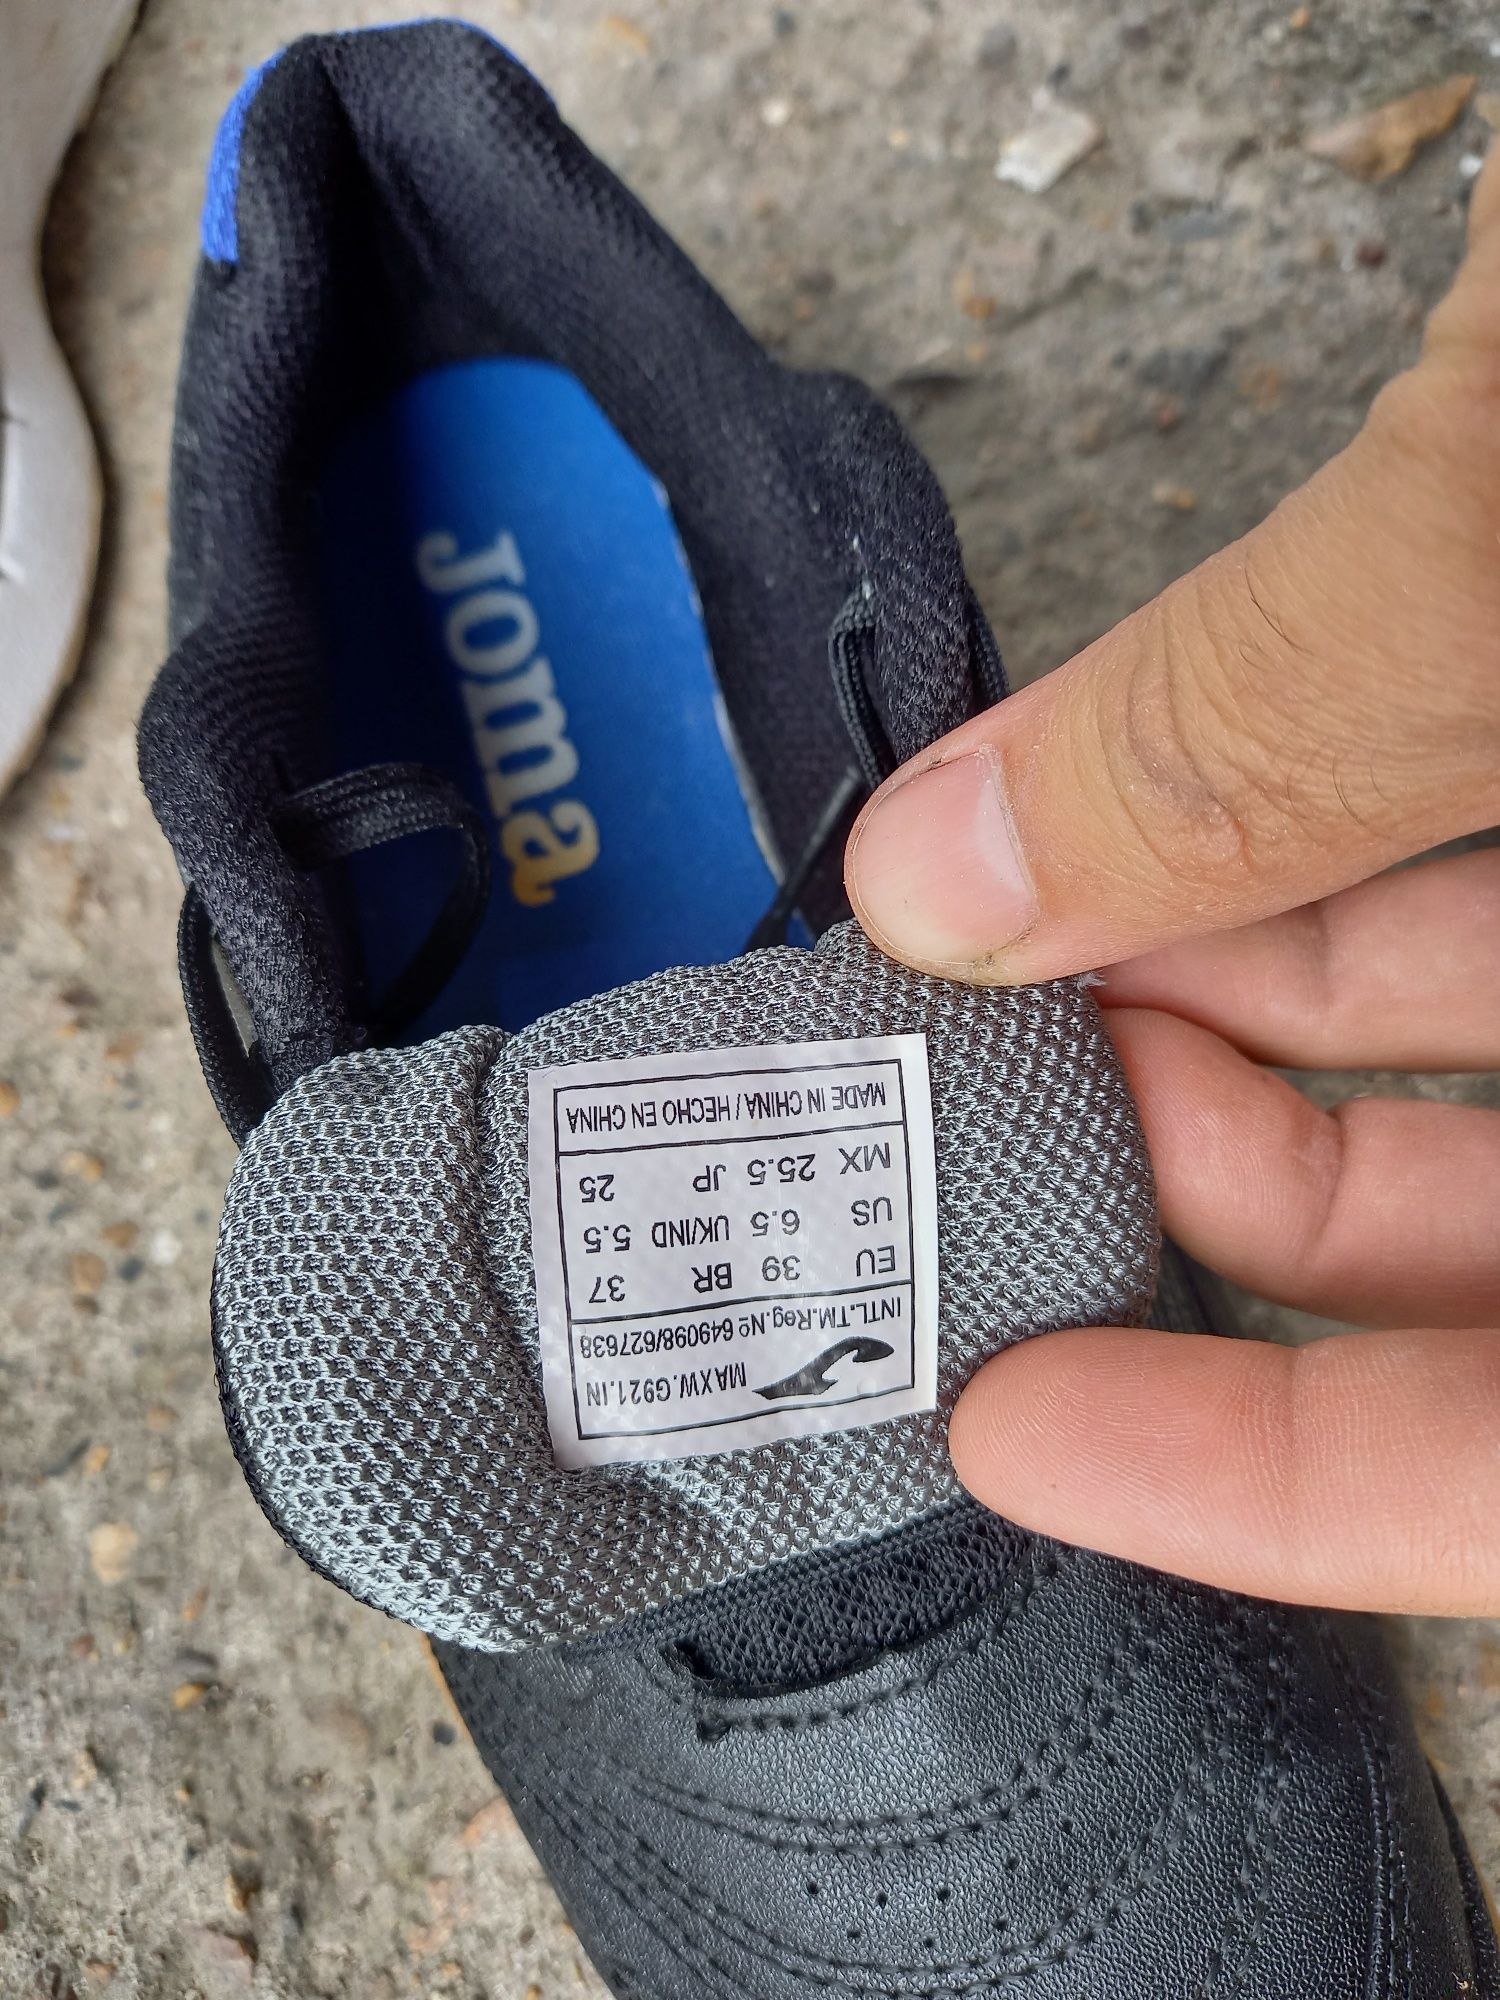 Joma
MAXW.G921.IN
INTL.TM.Reg.Nº 649098/627638
EU 39 BR 37
US 6.5 UK/IND 5.5
MX 25.5 JP 25
MADE IN CHINA / HECHO EN CHINA